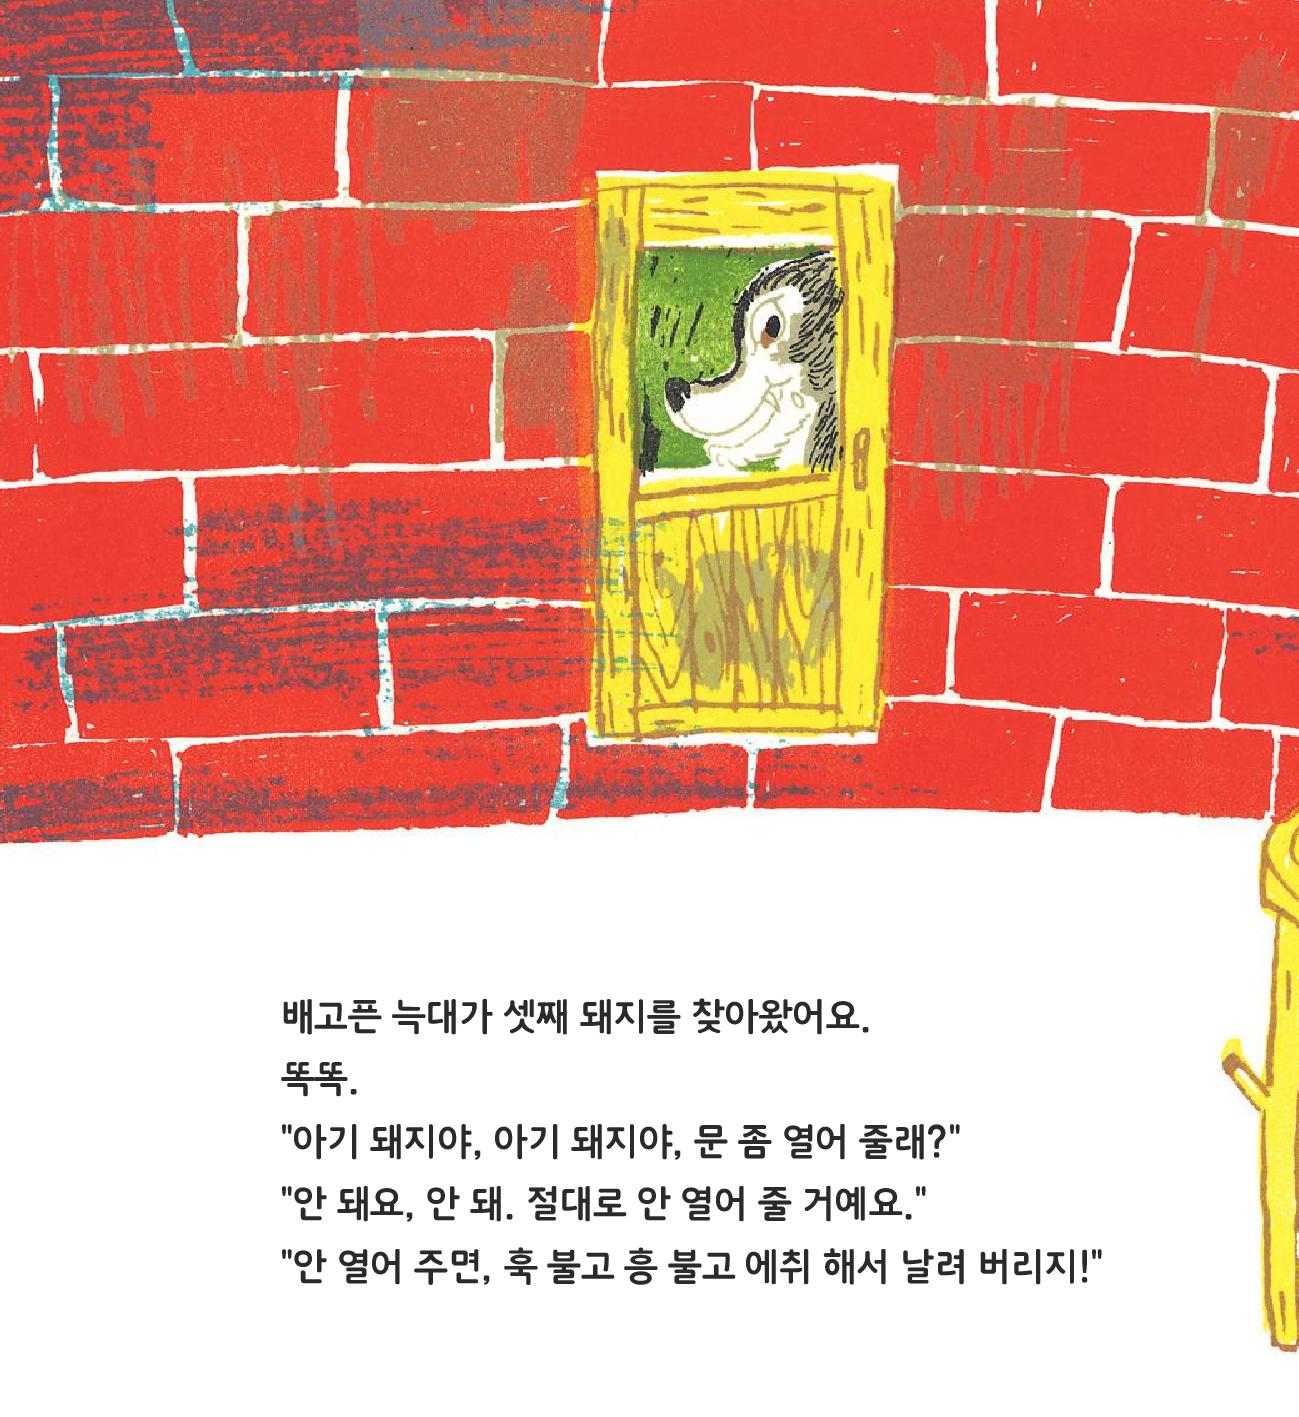 배고픈 늑대가 셋째 돼지를 찾아왔어요.
똑똑.
"아기 돼지야, 아기 돼지야, 문 좀 열어 줄래?"
"안 돼요, 안 돼. 절대로 안 열어 줄 거예요."
"안 열어 주면, 훅 불고 흥 불고 에취 해서 날려 버리지!"